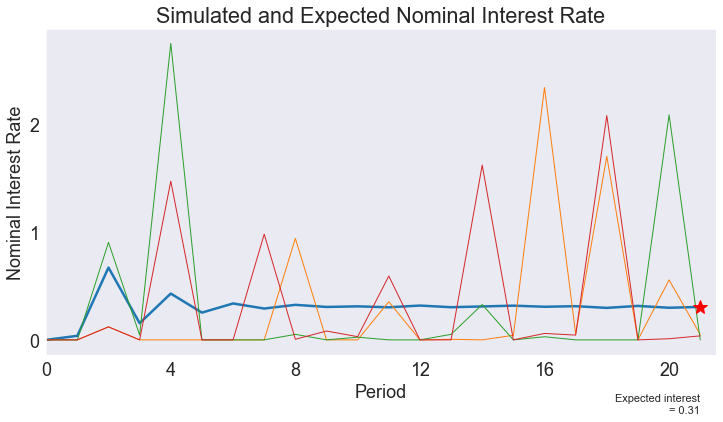 Simulated and Expected Nominal Interest Rate
Nominal Interest Rate
2
1
0
0 4 8 12 16 20
Period
Expected interest
= 0.31